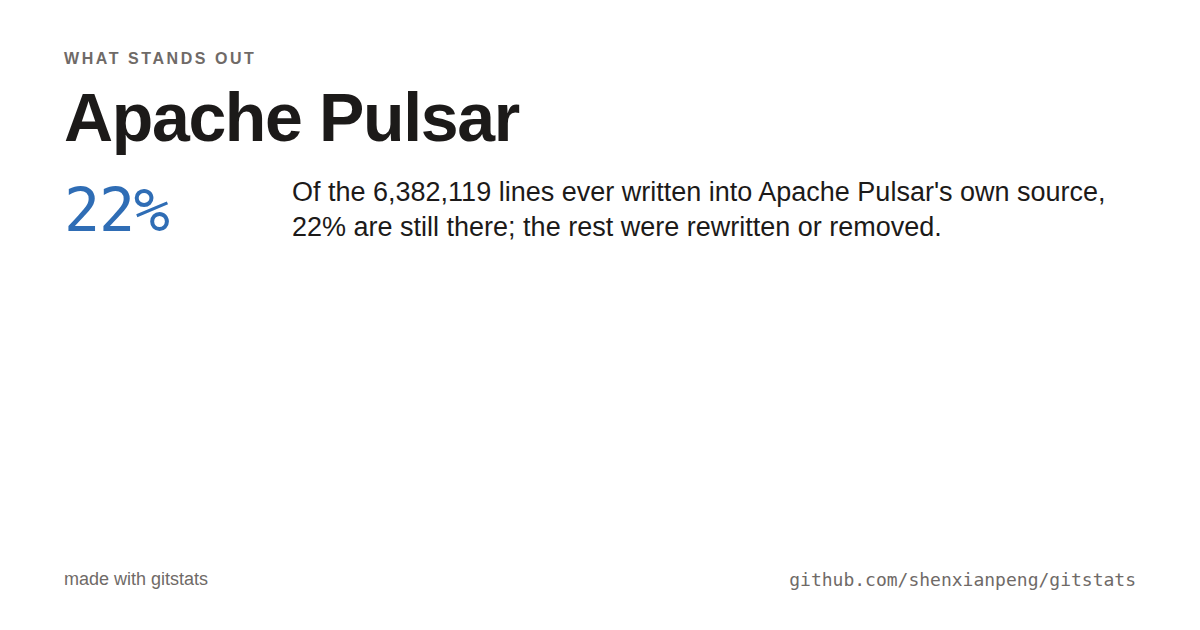 WHAT STANDS OUT
Apache Pulsar
22%
Of the 6,382,119 lines ever written into Apache Pulsar's own source,
22% are still there; the rest were rewritten or removed.
made with gitstats
github.com/shenxianpeng/gitstats